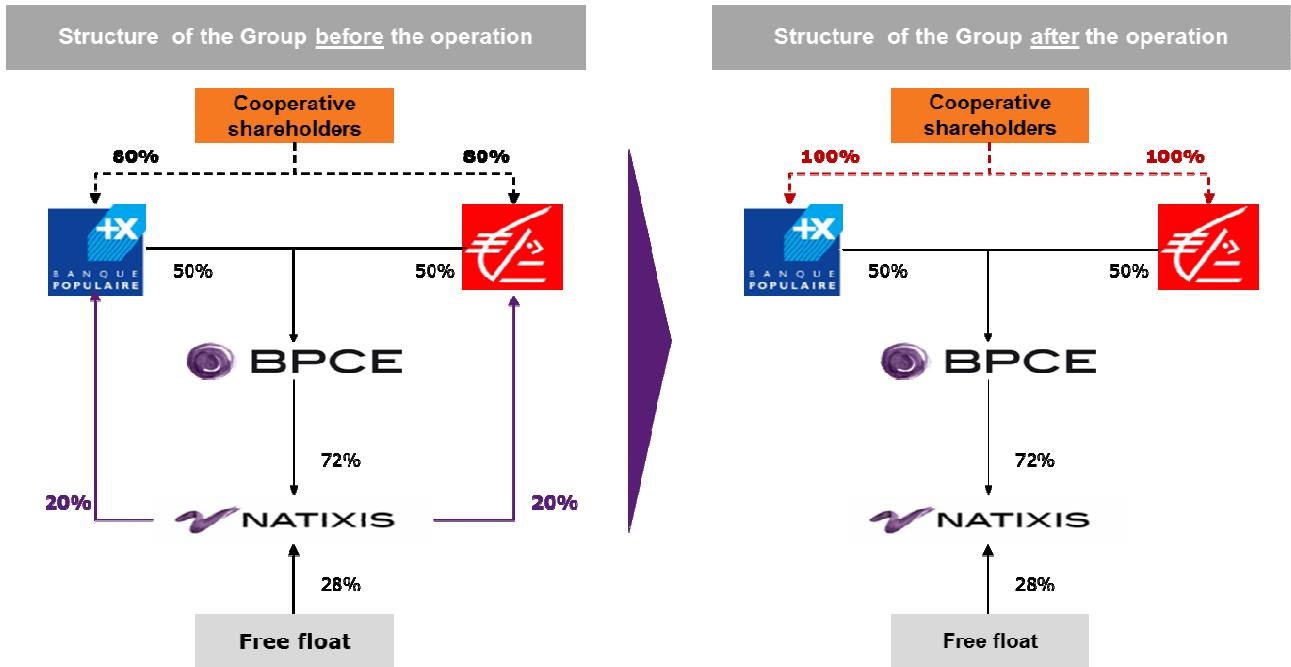 Structure of the Group before the operation
Cooperative
shareholders
80%
80%
+X
BANQUE
POPULAIRE
50%
50%
BPCE
72%
20%
20%
NATIXIS
28%
Free float
Structure of the Group after the operation
Cooperative
shareholders
100%
100%
+X
BANQUE
POPULAIRE
50%
50%
BPCE
72%
NATIXIS
28%
Free float